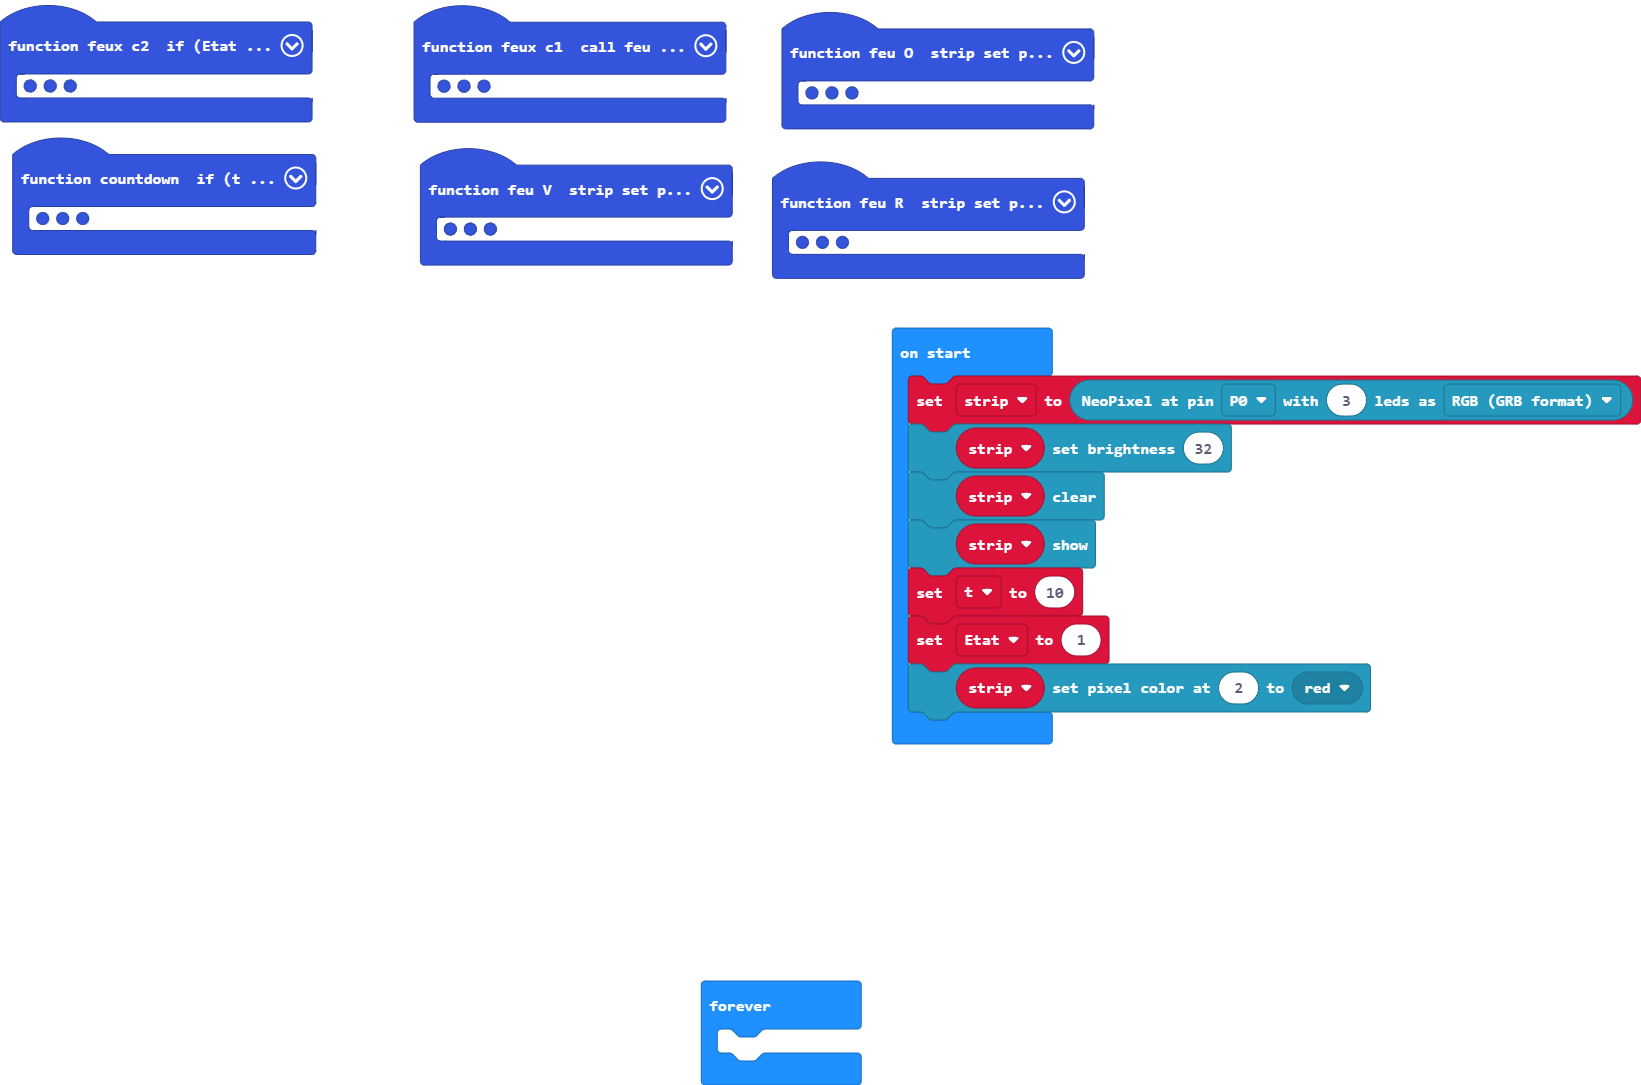 function feux c2 if (Etat ...
function feux c1 call feu ...
function feu O strip set p...
function countdown if (t ...
function feu V strip set p...
function feu R strip set p...
on start
set strip to NeoPixel at pin P0 with 3 leds as RGB (GRB format)
strip set brightness 32
strip clear
strip show
set t to 10
set Etat to 1
strip set pixel color at 2 to red
forever